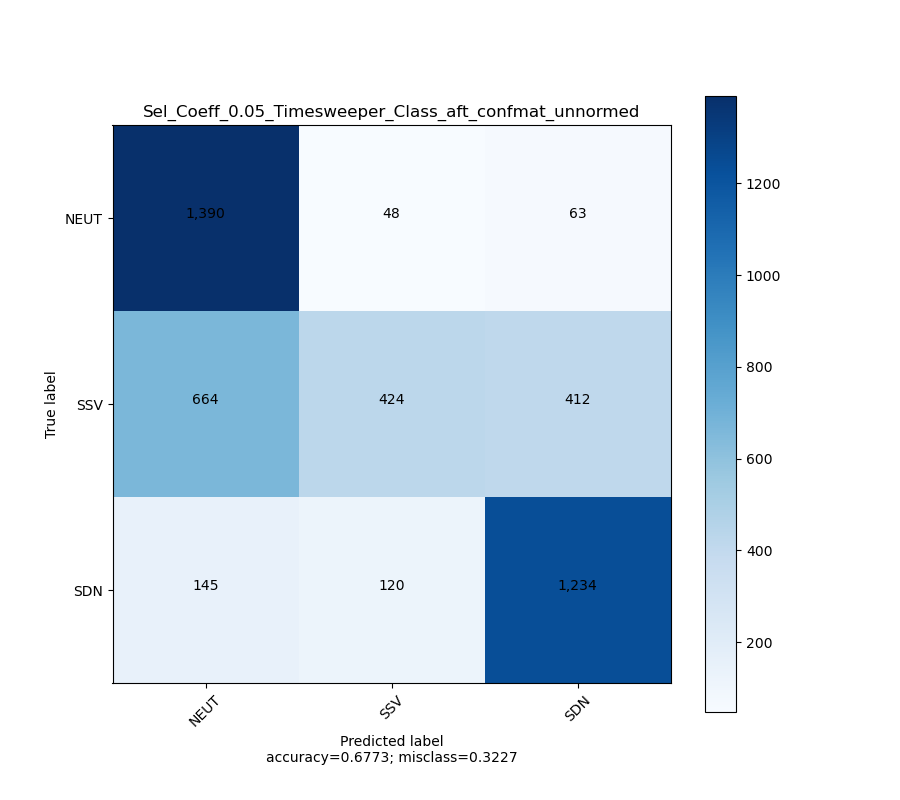 Sel_Coeff_0.05_Timesweeper_Class_aft_confmat_unnormed
NEUT 1,390 48 63
SSV 664 424 412
SDN 145 120 1,234
True label
NEUT SSV SDN
Predicted label
accuracy=0.6773; misclass=0.3227
1200
1000
800
600
400
200